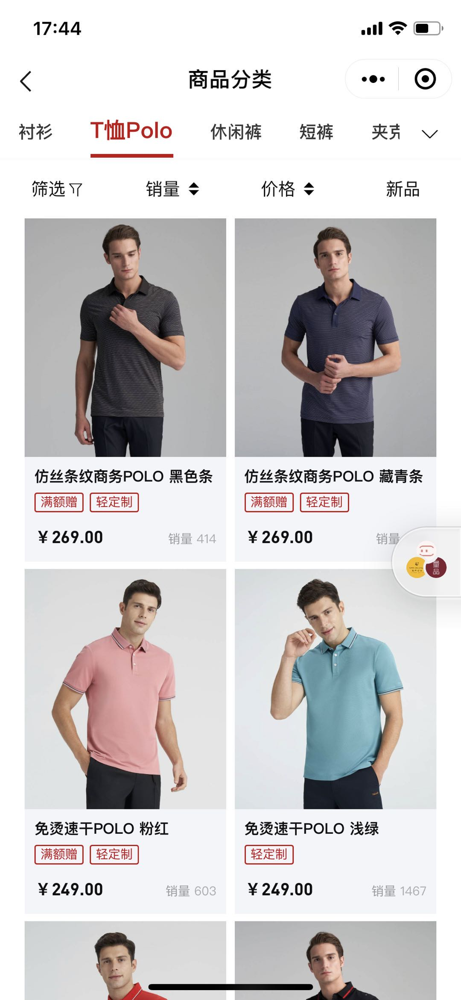 17:44
商品分类
衬衫 T恤Polo 休闲裤 短裤 夹克
筛选 销量 价格 新品
仿丝条纹商务POLO 黑色条
满额赠 轻定制
¥269.00 销量 414
仿丝条纹商务POLO 藏青条
满额赠 轻定制
¥269.00 销量
量品
免烫速干POLO 粉红
满额赠 轻定制
¥249.00 销量 603
免烫速干POLO 浅绿
轻定制
¥249.00 销量 1467